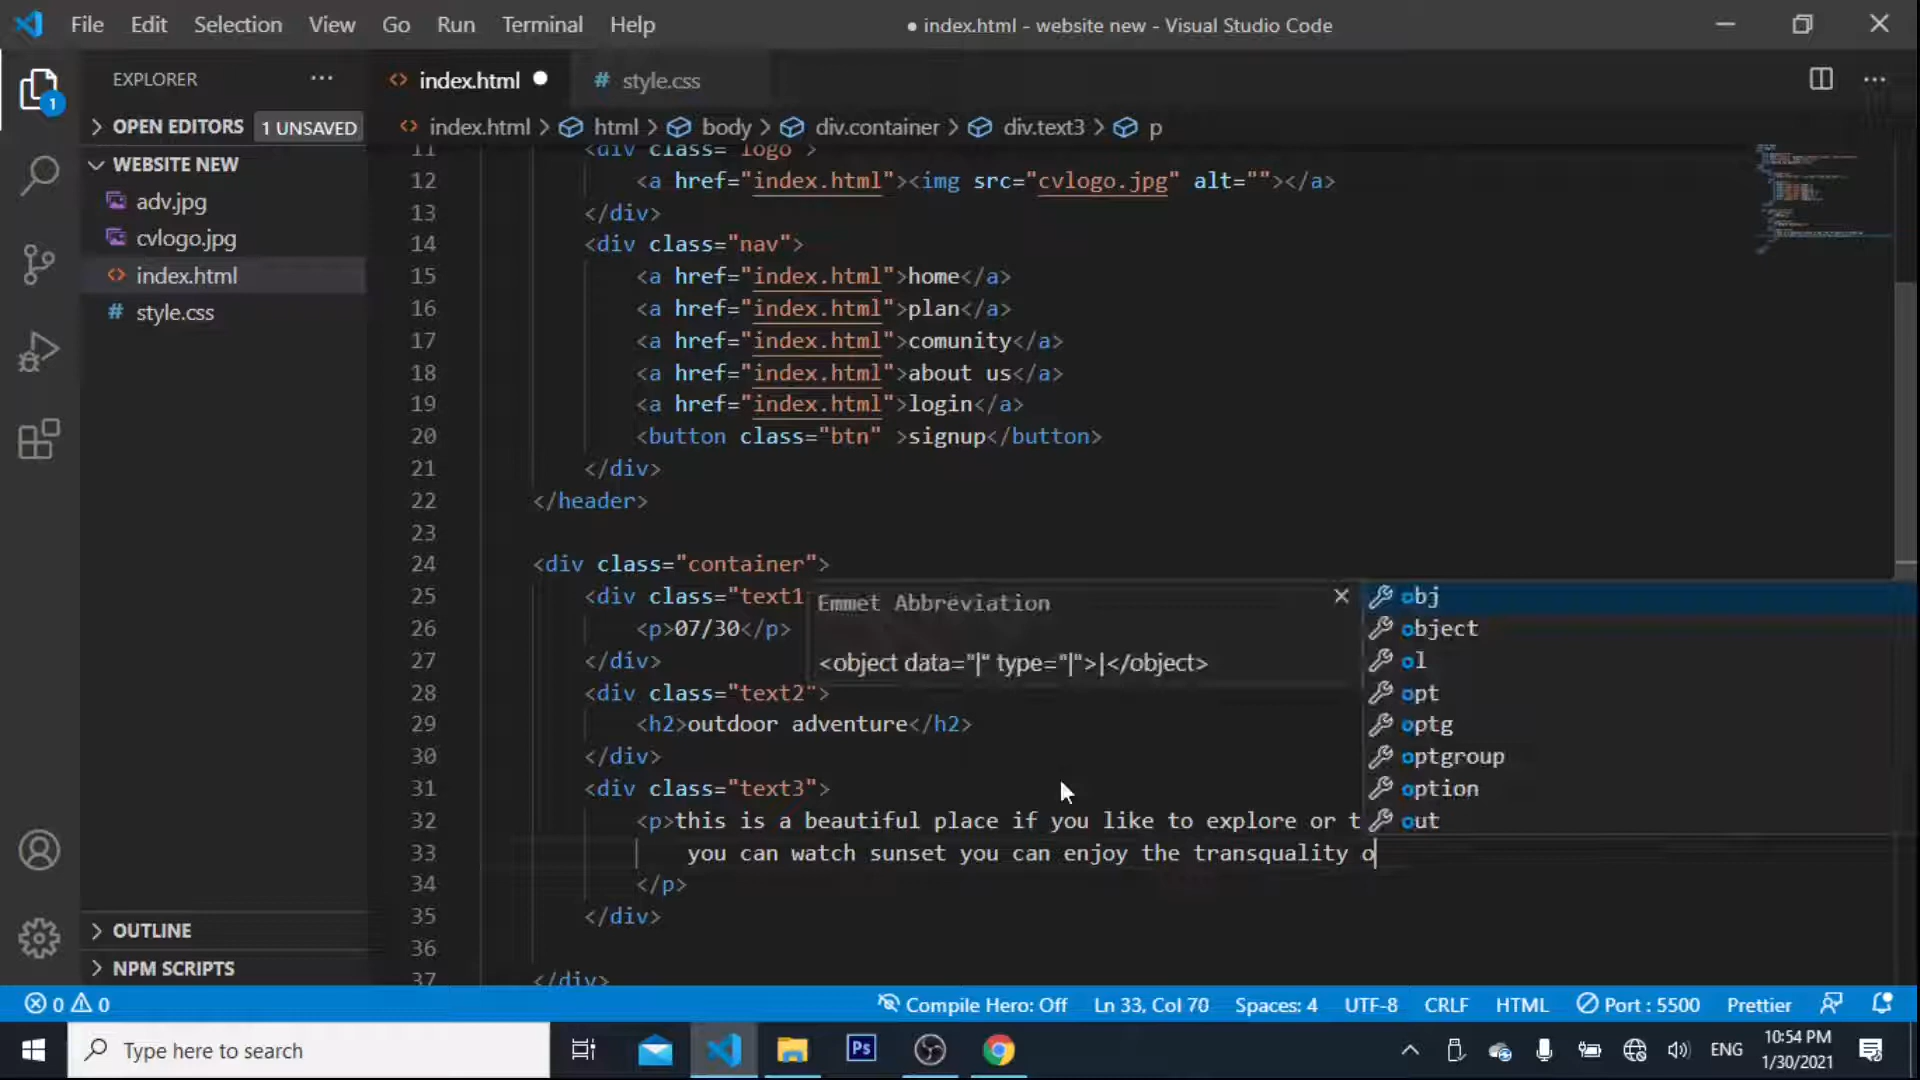 File Edit Selection View Go Run Terminal Help
● index.html - website new - Visual Studio Code
EXPLORER ···
<> index.html ●
# style.css
OPEN EDITORS 1 UNSAVED
<> index.html > html > body > div.container > div.text3 > p
WEBSITE NEW
adv.jpg
cvlogo.jpg
<> index.html
# style.css
OUTLINE
NPM SCRIPTS
11 <div class="logo">
12 <a href="index.html"><img src="cvlogo.jpg" alt=""></a>
13 </div>
14 <div class="nav">
15 <a href="index.html">home</a>
16 <a href="index.html">plan</a>
17 <a href="index.html">comunity</a>
18 <a href="index.html">about us</a>
19 <a href="index.html">login</a>
20 <button class="btn" >signup</button>
21 </div>
22 </header>
23
24 <div class="container">
25 <div class="text1
26 <p>07/30</p>
27 </div>
28 <div class="text2">
29 <h2>outdoor adventure</h2>
30 </div>
31 <div class="text3">
32 <p>this is a beautiful place if you like to explore or t
33 you can watch sunset you can enjoy the transquality o
34 </p>
35 </div>
36
37 </div>
Emmet Abbreviation
<object data="|" type="|">|</object>
obj
object
ol
opt
optg
optgroup
option
out
1
0 0
Compile Hero: Off Ln 33, Col 70 Spaces: 4 UTF-8 CRLF HTML Port : 5500 Prettier
Type here to search
Ps
ENG
10:54 PM
1/30/2021